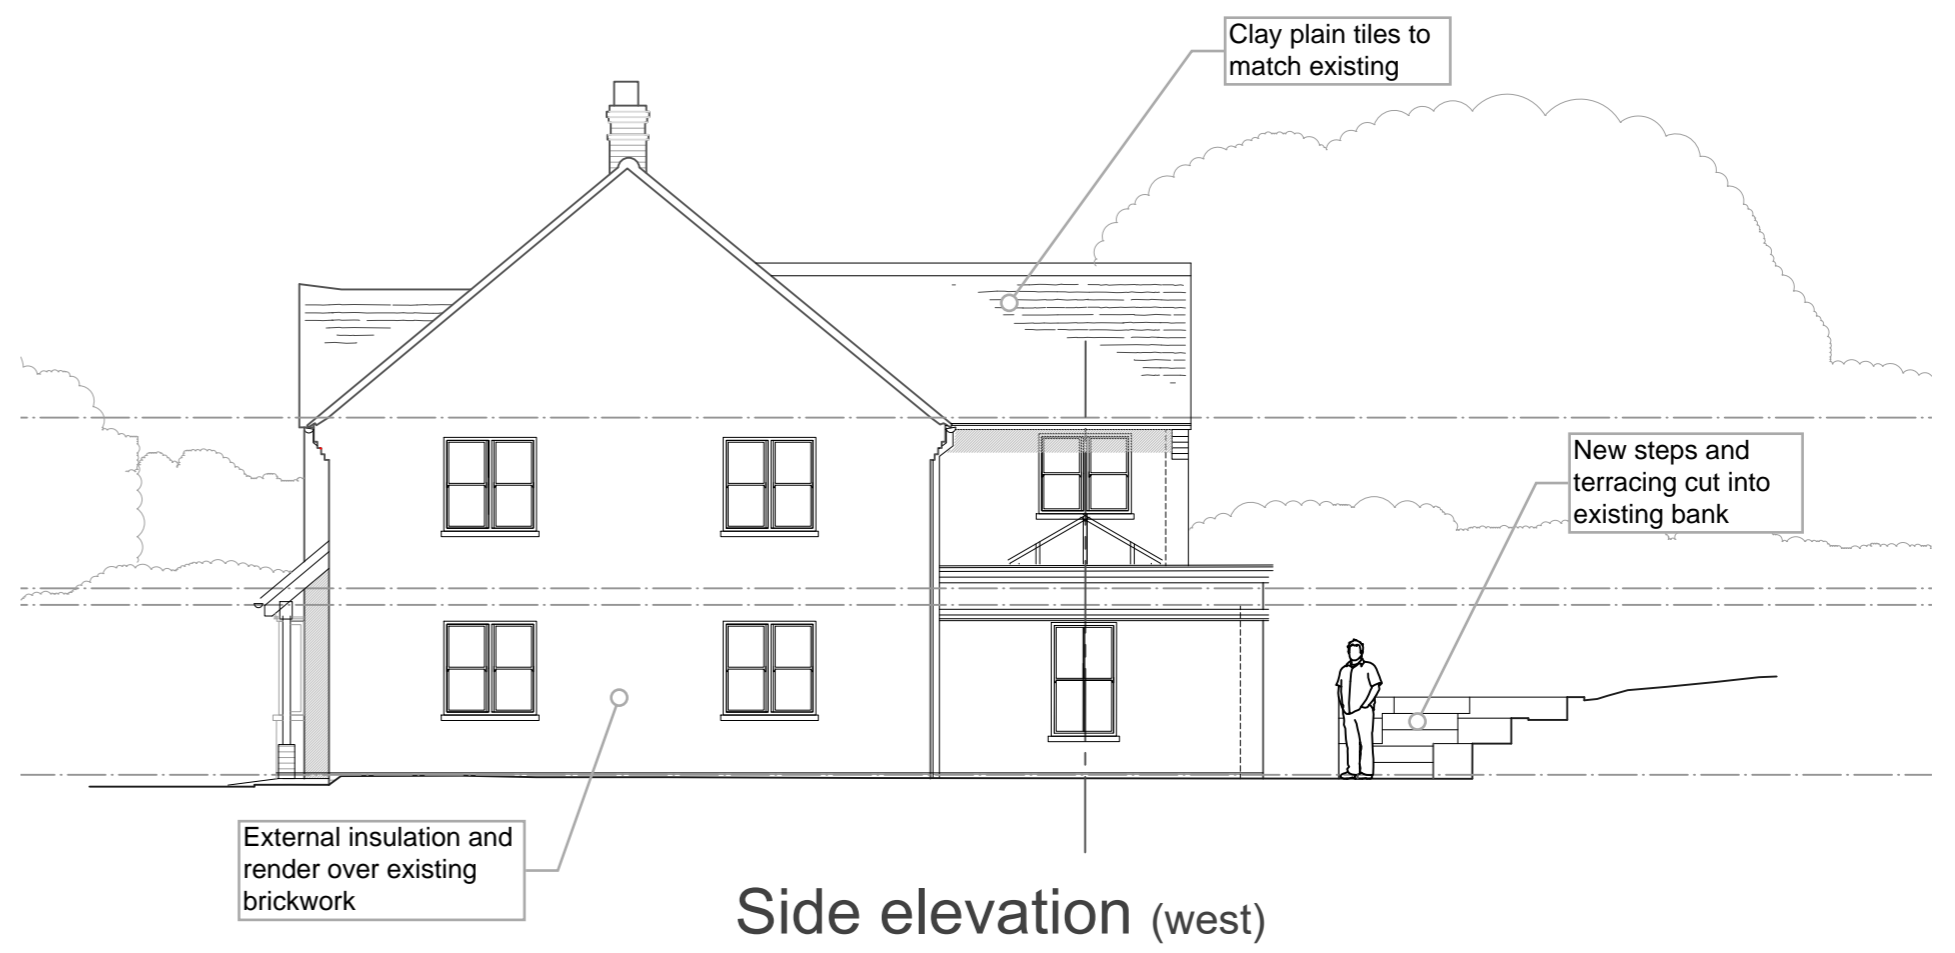 Clay plain tiles to
match existing
New steps and
terracing cut into
existing bank
External insulation and
render over existing
brickwork
Side elevation (west)